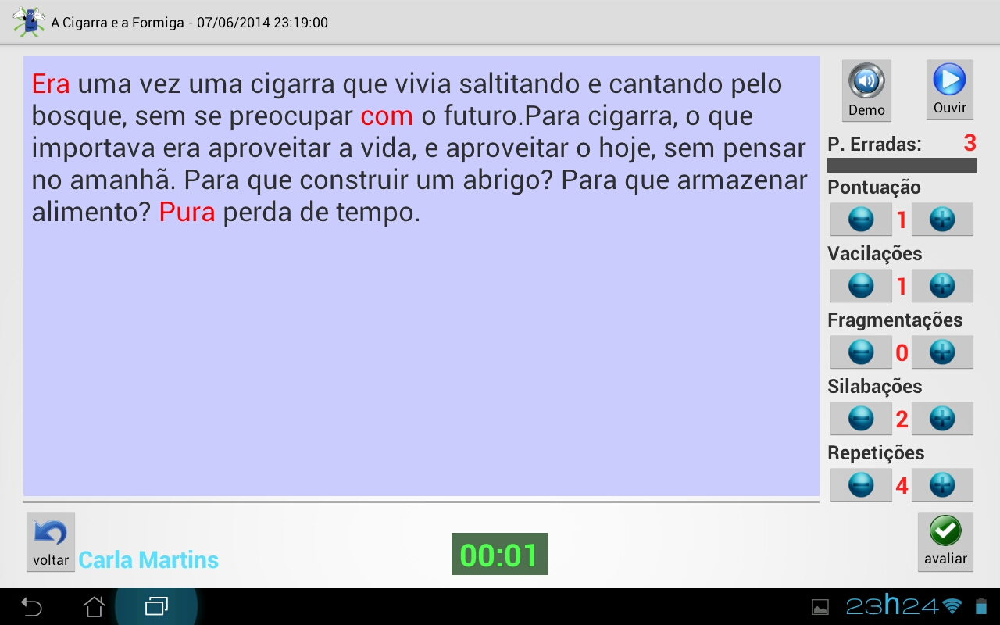 A Cigarra e a Formiga - 07/06/2014 23:19:00
Era uma vez uma cigarra que vivia saltitando e cantando pelo
bosque, sem se preocupar com o futuro.Para cigarra, o que
importava era aproveitar a vida, e aproveitar o hoje, sem pensar
no amanhã. Para que construir um abrigo? Para que armazenar
alimento? Pura perda de tempo.
Demo
Ouvir
P. Erradas: 3
Pontuação
1
Vacilações
1
Fragmentações
0
Silabações
2
Repetições
4
voltar
Carla Martins
00:01
avaliar
23h24